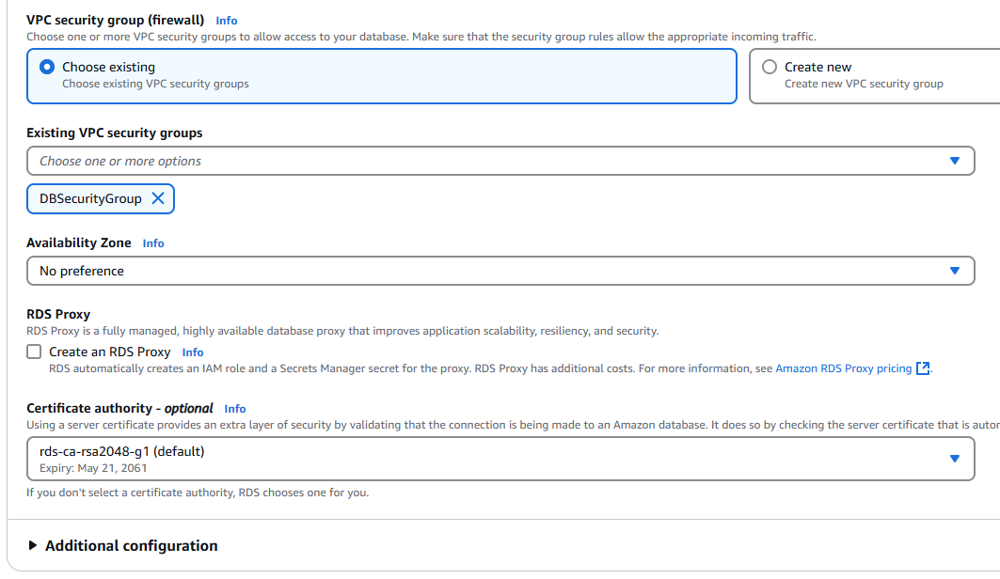 VPC security group (firewall) Info
Choose one or more VPC security groups to allow access to your database. Make sure that the security group rules allow the appropriate incoming traffic.
Choose existing
Choose existing VPC security groups
Create new
Create new VPC security group
Existing VPC security groups
Choose one or more options
DBSecurityGroup
Availability Zone Info
No preference
RDS Proxy
RDS Proxy is a fully managed, highly available database proxy that improves application scalability, resiliency, and security.
Create an RDS Proxy Info
RDS automatically creates an IAM role and a Secrets Manager secret for the proxy. RDS Proxy has additional costs. For more information, see Amazon RDS Proxy pricing.
Certificate authority - optional Info
Using a server certificate provides an extra layer of security by validating that the connection is being made to an Amazon database. It does so by checking the server certificate that is
rds-ca-rsa2048-g1 (default)
Expiry: May 21, 2061
If you don't select a certificate authority, RDS chooses one for you.
Additional configuration